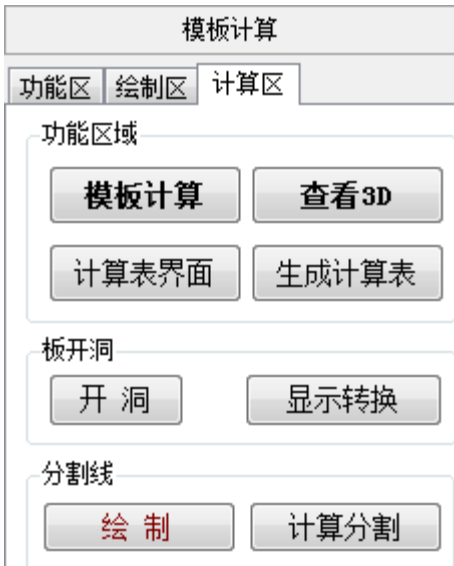 模板计算
功能区 绘制区 计算区
功能区域
模板计算 查看3D
计算表界面 生成计算表
板开洞
开 洞 显示转换
分割线
绘 制 计算分割